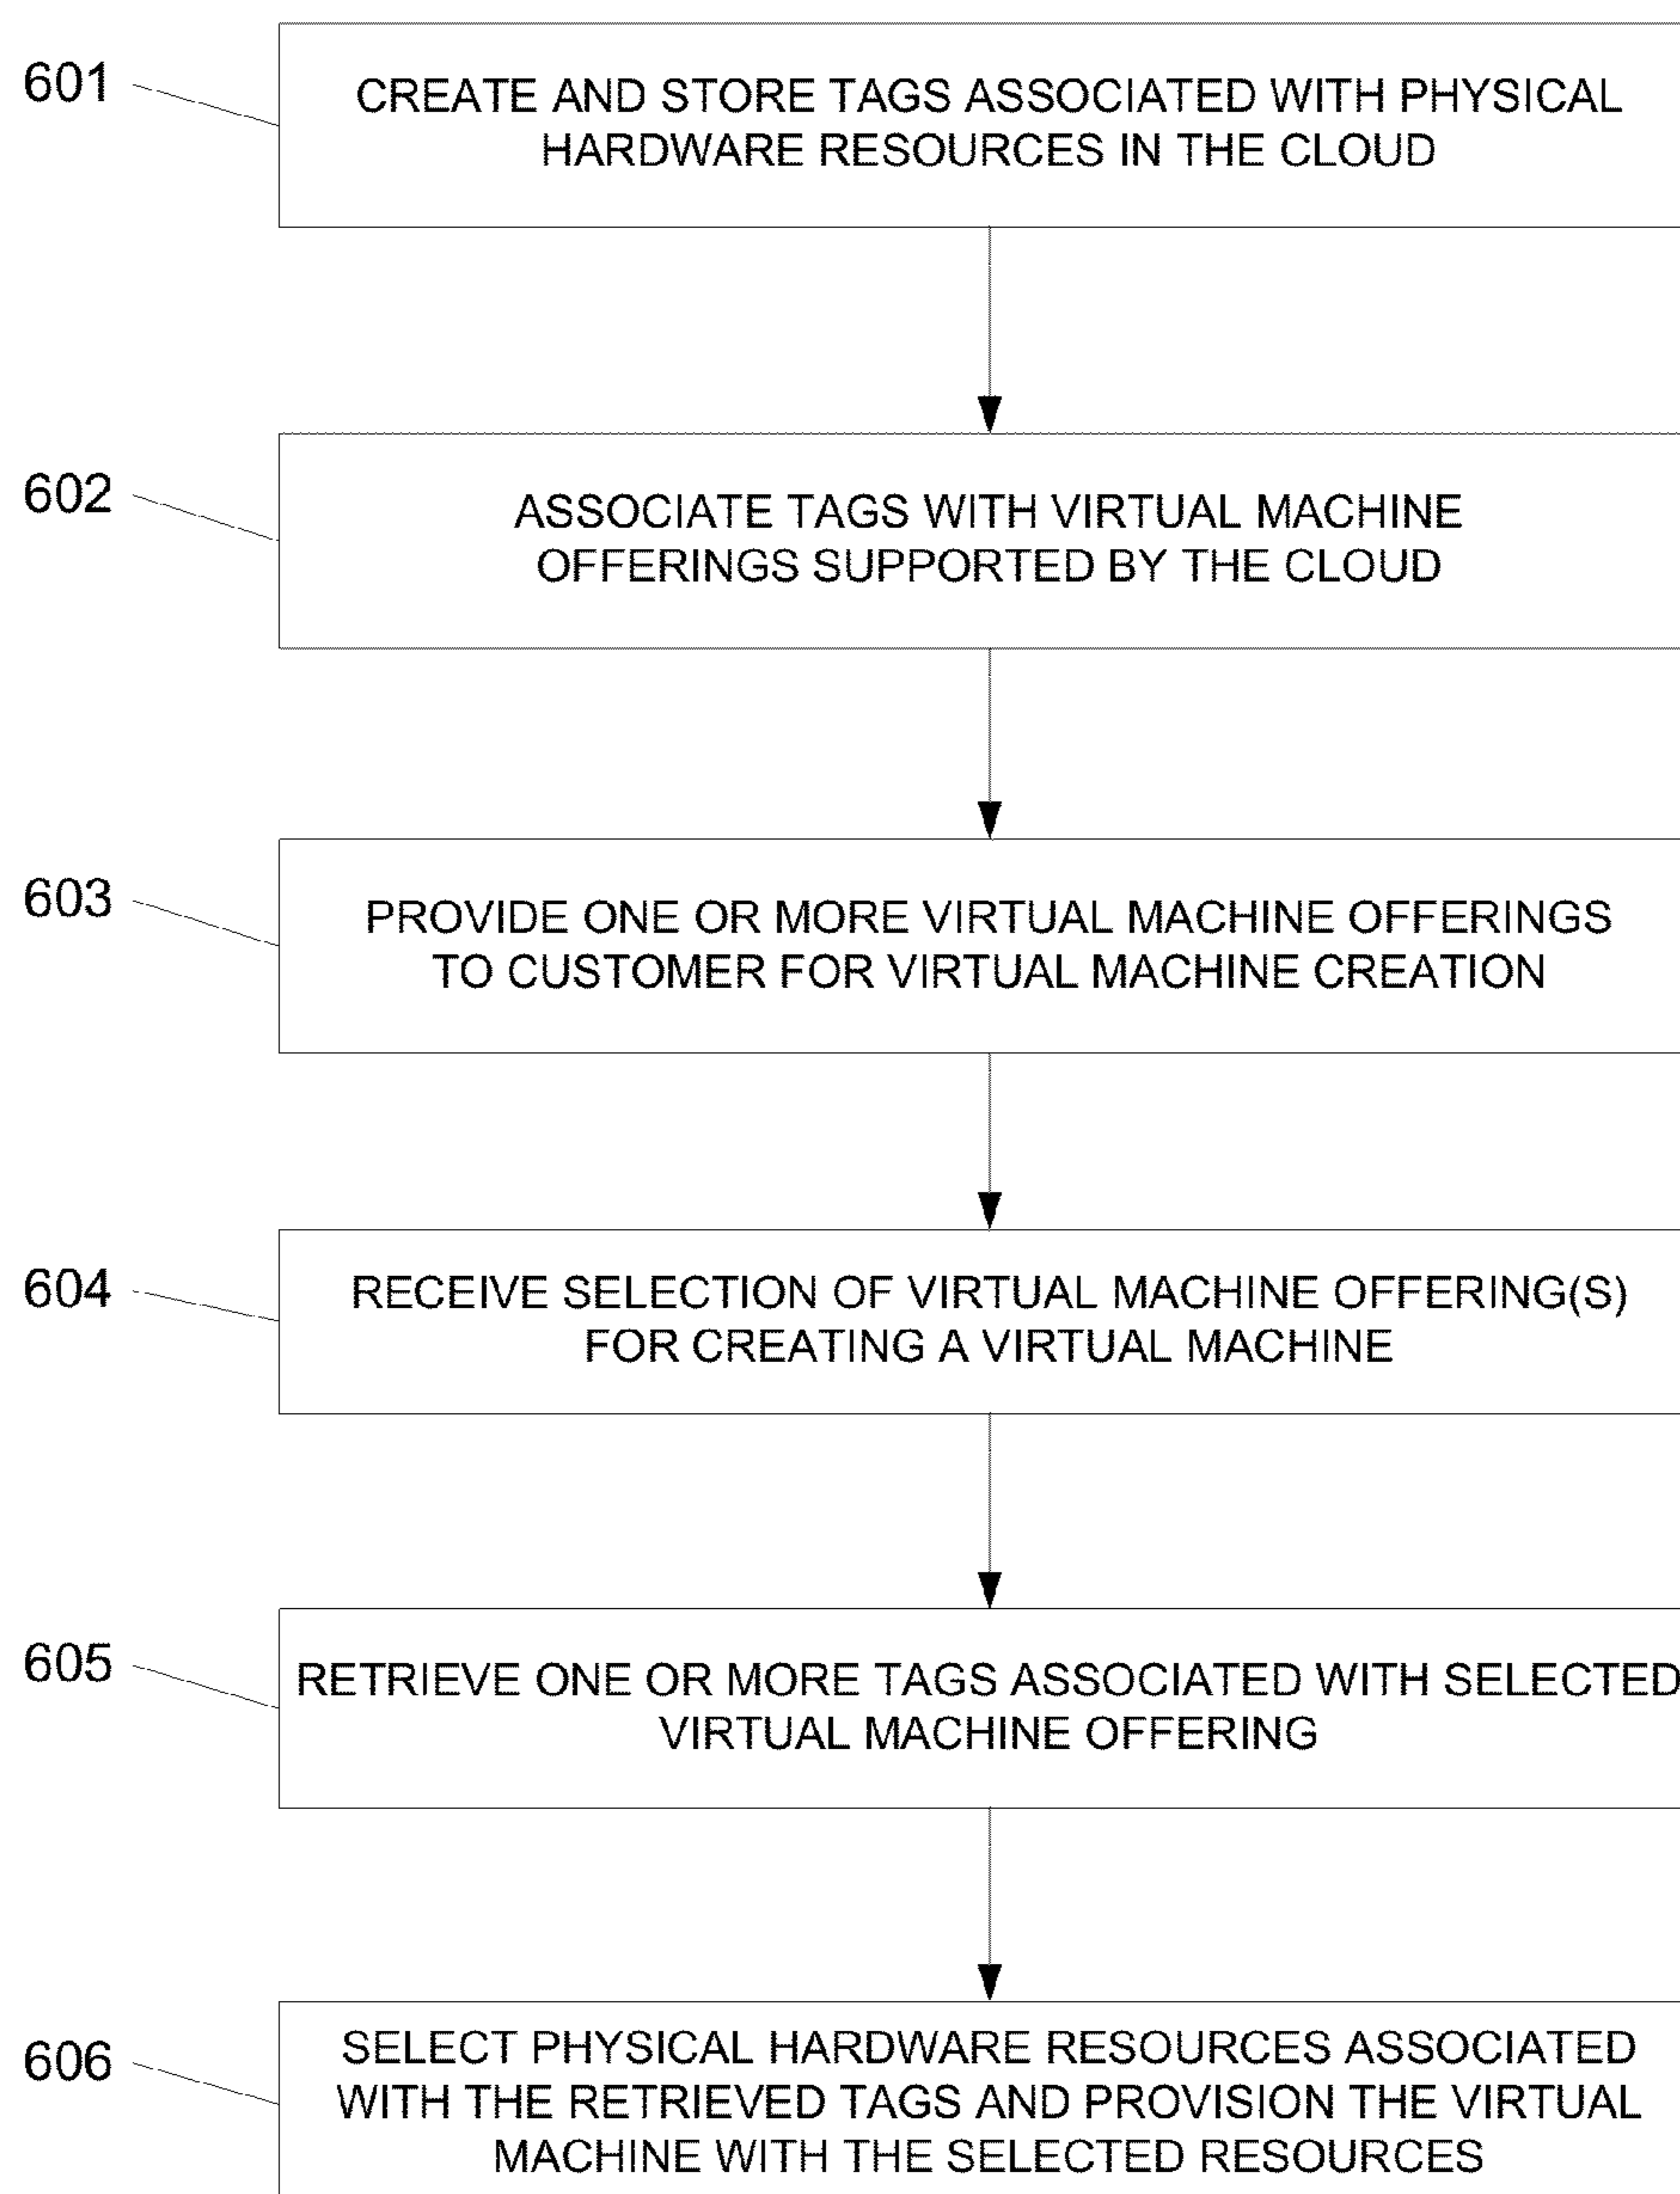 601
CREATE AND STORE TAGS ASSOCIATED WITH PHYSICAL
HARDWARE RESOURCES IN THE CLOUD
602
ASSOCIATE TAGS WITH VIRTUAL MACHINE
OFFERINGS SUPPORTED BY THE CLOUD
603
PROVIDE ONE OR MORE VIRTUAL MACHINE OFFERINGS
TO CUSTOMER FOR VIRTUAL MACHINE CREATION
604
RECEIVE SELECTION OF VIRTUAL MACHINE OFFERING(S)
FOR CREATING A VIRTUAL MACHINE
605
RETRIEVE ONE OR MORE TAGS ASSOCIATED WITH SELECTED
VIRTUAL MACHINE OFFERING
606
SELECT PHYSICAL HARDWARE RESOURCES ASSOCIATED
WITH THE RETRIEVED TAGS AND PROVISION THE VIRTUAL
MACHINE WITH THE SELECTED RESOURCES